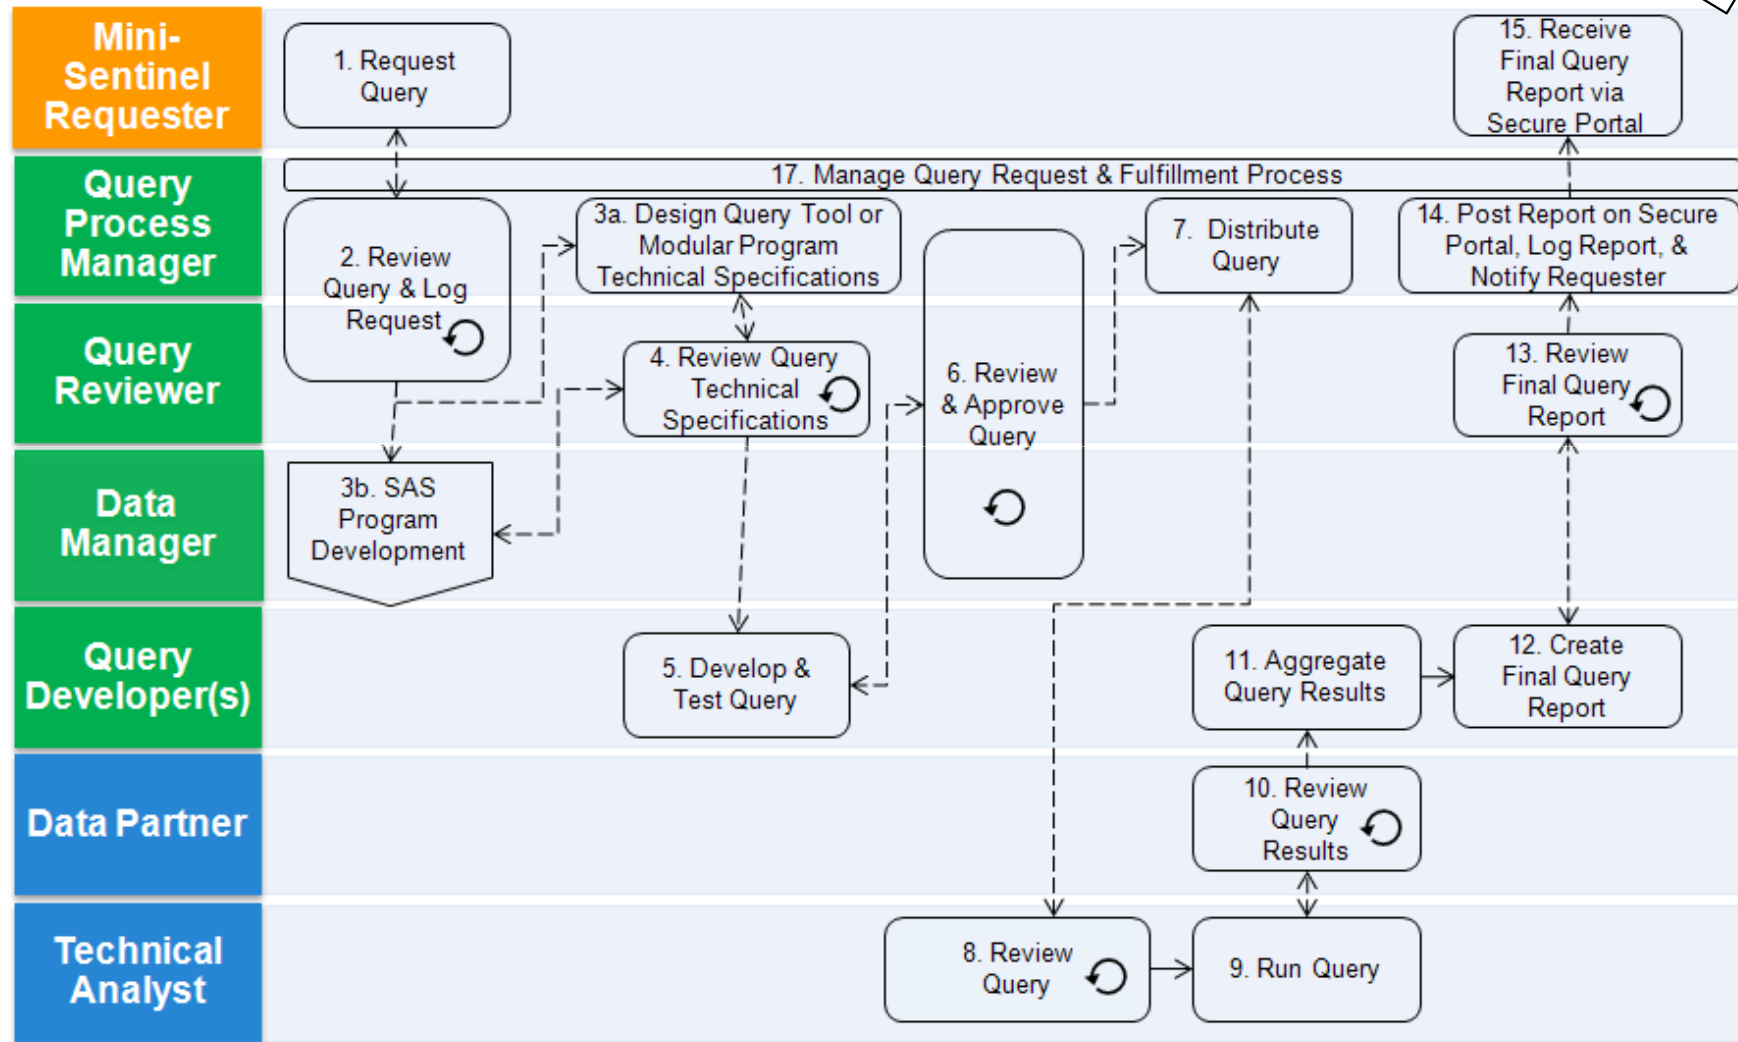 Mini-
Sentinel
Requester
1. Request
Query
15. Receive
Final Query
Report via
Secure Portal
Query
Process
Manager
17. Manage Query Request & Fulfillment Process
2. Review
Query & Log
Request
3a. Design Query Tool or
Modular Program
Technical Specifications
7. Distribute
Query
14. Post Report on Secure
Portal, Log Report, &
Notify Requester
Query
Reviewer
4. Review Query
Technical
Specifications
6. Review
& Approve
Query
13. Review
Final Query
Report
Data
Manager
3b. SAS
Program
Development
Query
Developer(s)
5. Develop &
Test Query
11. Aggregate
Query Results
12. Create
Final Query
Report
Data Partner
10. Review
Query
Results
Technical
Analyst
8. Review
Query
9. Run Query